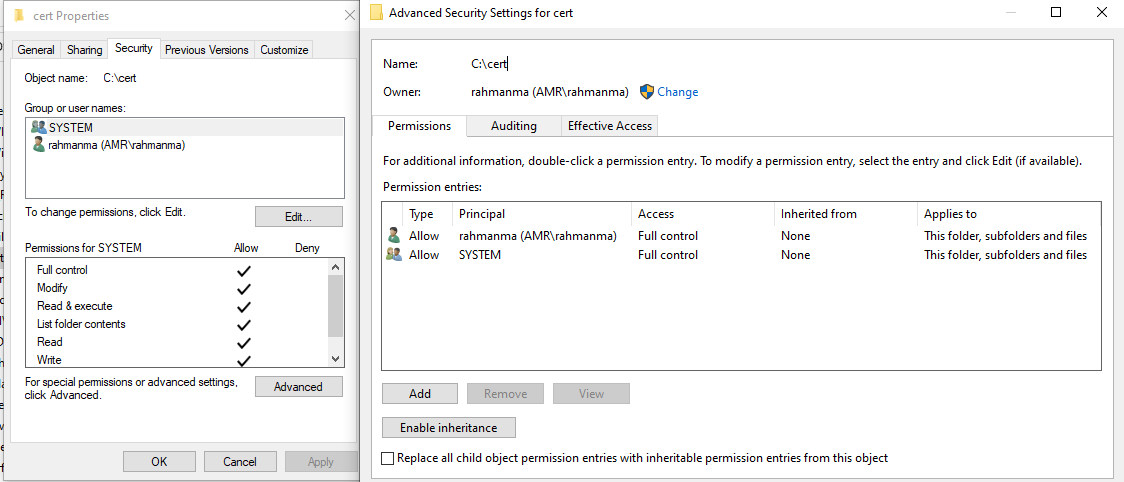 cert Properties
General
Sharing
Security
Previous Versions
Customize
Object name:
C:\cert
Group or user names:
SYSTEM
rahmanma (AMR\rahmanma)
To change permissions, click Edit.
Edit...
Permissions for SYSTEM
Allow
Deny
Full control
Modify
Read & execute
List folder contents
Read
Write
For special permissions or advanced settings,
click Advanced.
Advanced
OK
Cancel
Apply
Advanced Security Settings for cert
Name:
C:\cert
Owner:
rahmanma (AMR\rahmanma)
Change
Permissions
Auditing
Effective Access
For additional information, double-click a permission entry. To modify a permission entry, select the entry and click Edit (if available).
Permission entries:
Type
Principal
Access
Inherited from
Applies to
Allow
rahmanma (AMR\rahmanma)
Full control
None
This folder, subfolders and files
Allow
SYSTEM
Full control
None
This folder, subfolders and files
Add
Remove
View
Enable inheritance
Replace all child object permission entries with inheritable permission entries from this object